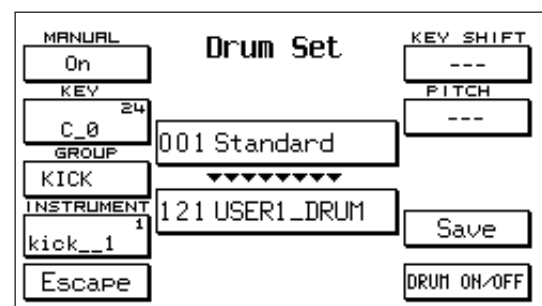 MANUAL
On
KEY
24
C_0
GROUP
KICK
INSTRUMENT
1
kick__1
Escape
Drum Set
001 Standard
▼▼▼▼▼▼▼▼
121 USER1_DRUM
KEY SHIFT
---
PITCH
---
Save
DRUM ON/OFF